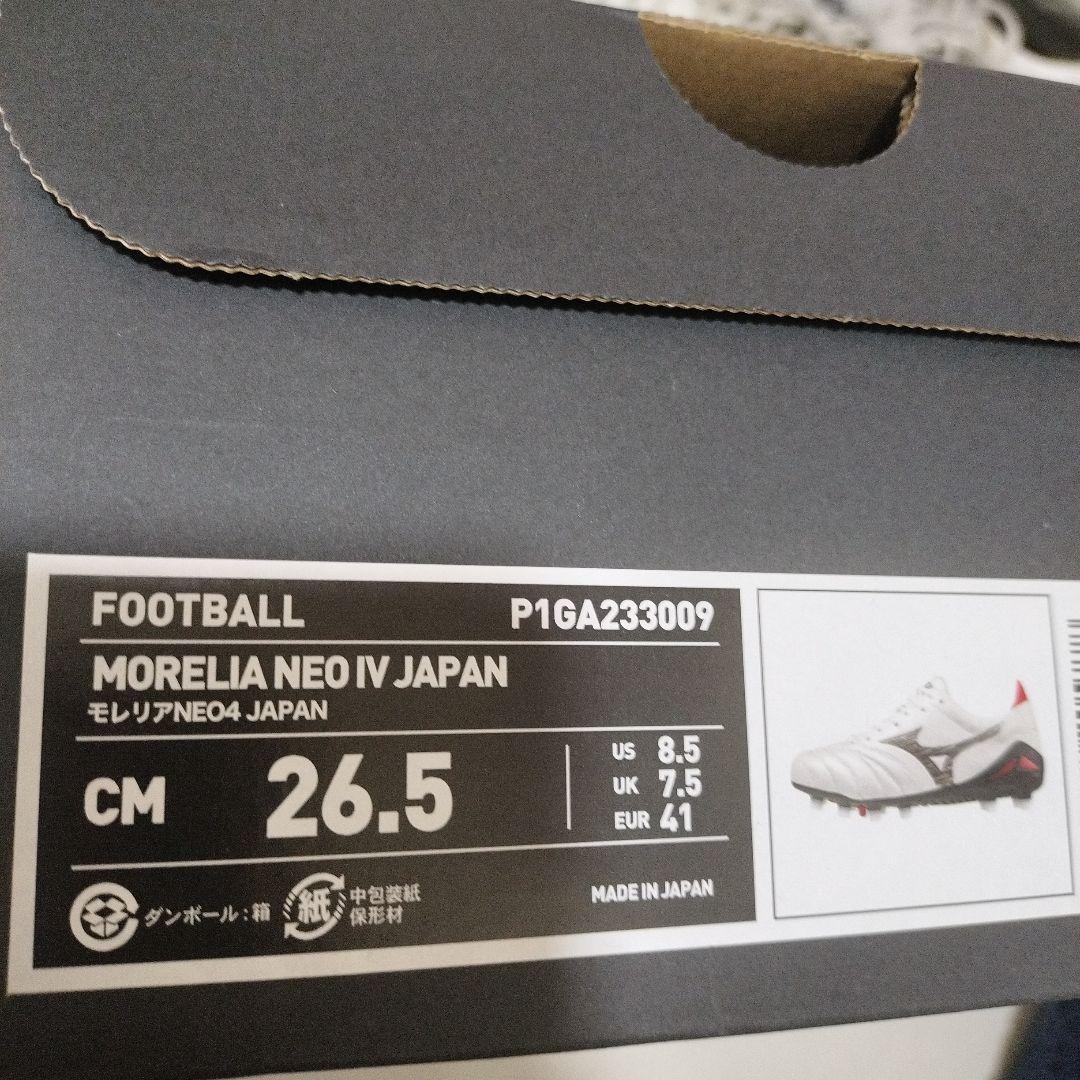 FOOTBALL P1GA233009
MORELIA NEO IV JAPAN
モレリアNEO4 JAPAN
CM 26.5
US 8.5
UK 7.5
EUR 41
ダンボール:箱
紙
中包装紙
保形材
MADE IN JAPAN